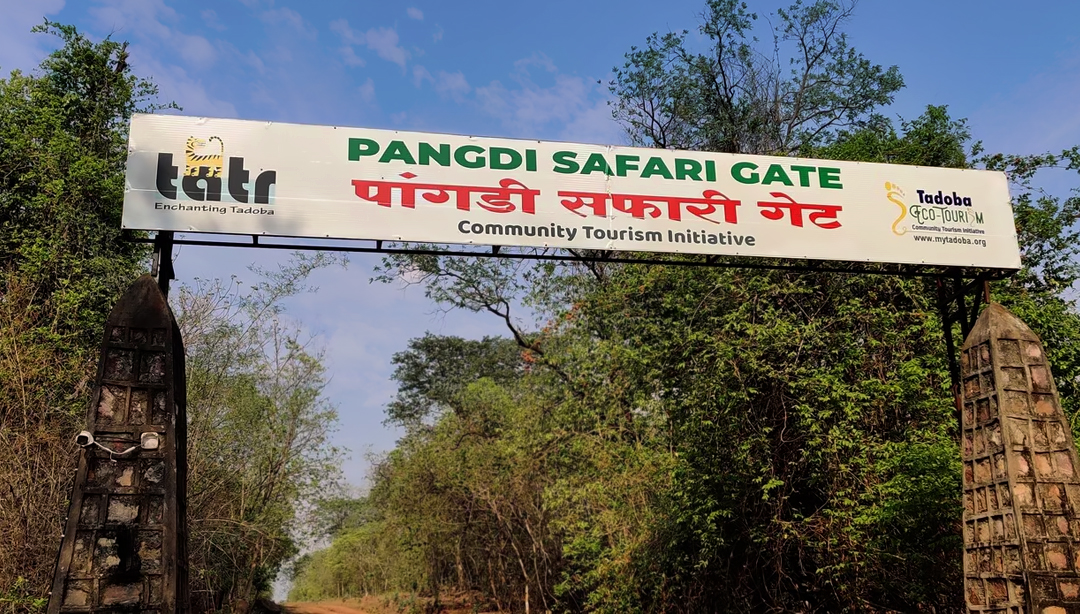 tatr
Enchanting Tadoba
PANGDI SAFARI GATE
पांगडी सफारी गेट
Community Tourism Initiative
Tadoba
ECO-TOURISM
Community Tourism Initiative
www.mytadoba.org